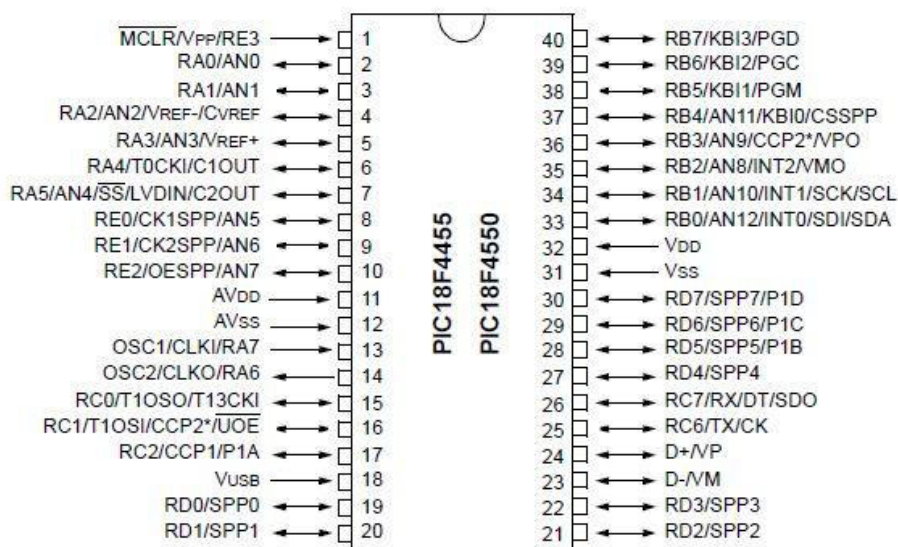 MCLR/VPP/RE3 1
RA0/AN0 2
RA1/AN1 3
RA2/AN2/VREF-/CVREF 4
RA3/AN3/VREF+ 5
RA4/T0CKI/C1OUT 6
RA5/AN4/SS/LVDIN/C2OUT 7
RE0/CK1SPP/AN5 8
RE1/CK2SPP/AN6 9
RE2/OESPP/AN7 10
AVDD 11
AVSS 12
OSC1/CLKI/RA7 13
OSC2/CLKO/RA6 14
RC0/T1OSO/T13CKI 15
RC1/T1OSI/CCP2*/UOE 16
RC2/CCP1/P1A 17
VUSB 18
RD0/SPP0 19
RD1/SPP1 20
PIC18F4455
PIC18F4550
40 RB7/KBI3/PGD
39 RB6/KBI2/PGC
38 RB5/KBI1/PGM
37 RB4/AN11/KBI0/CSSPP
36 RB3/AN9/CCP2*/VPO
35 RB2/AN8/INT2/VMO
34 RB1/AN10/INT1/SCK/SCL
33 RB0/AN12/INT0/SDI/SDA
32 VDD
31 VSS
30 RD7/SPP7/P1D
29 RD6/SPP6/P1C
28 RD5/SPP5/P1B
27 RD4/SPP4
26 RC7/RX/DT/SDO
25 RC6/TX/CK
24 D+/VP
23 D-/VM
22 RD3/SPP3
21 RD2/SPP2